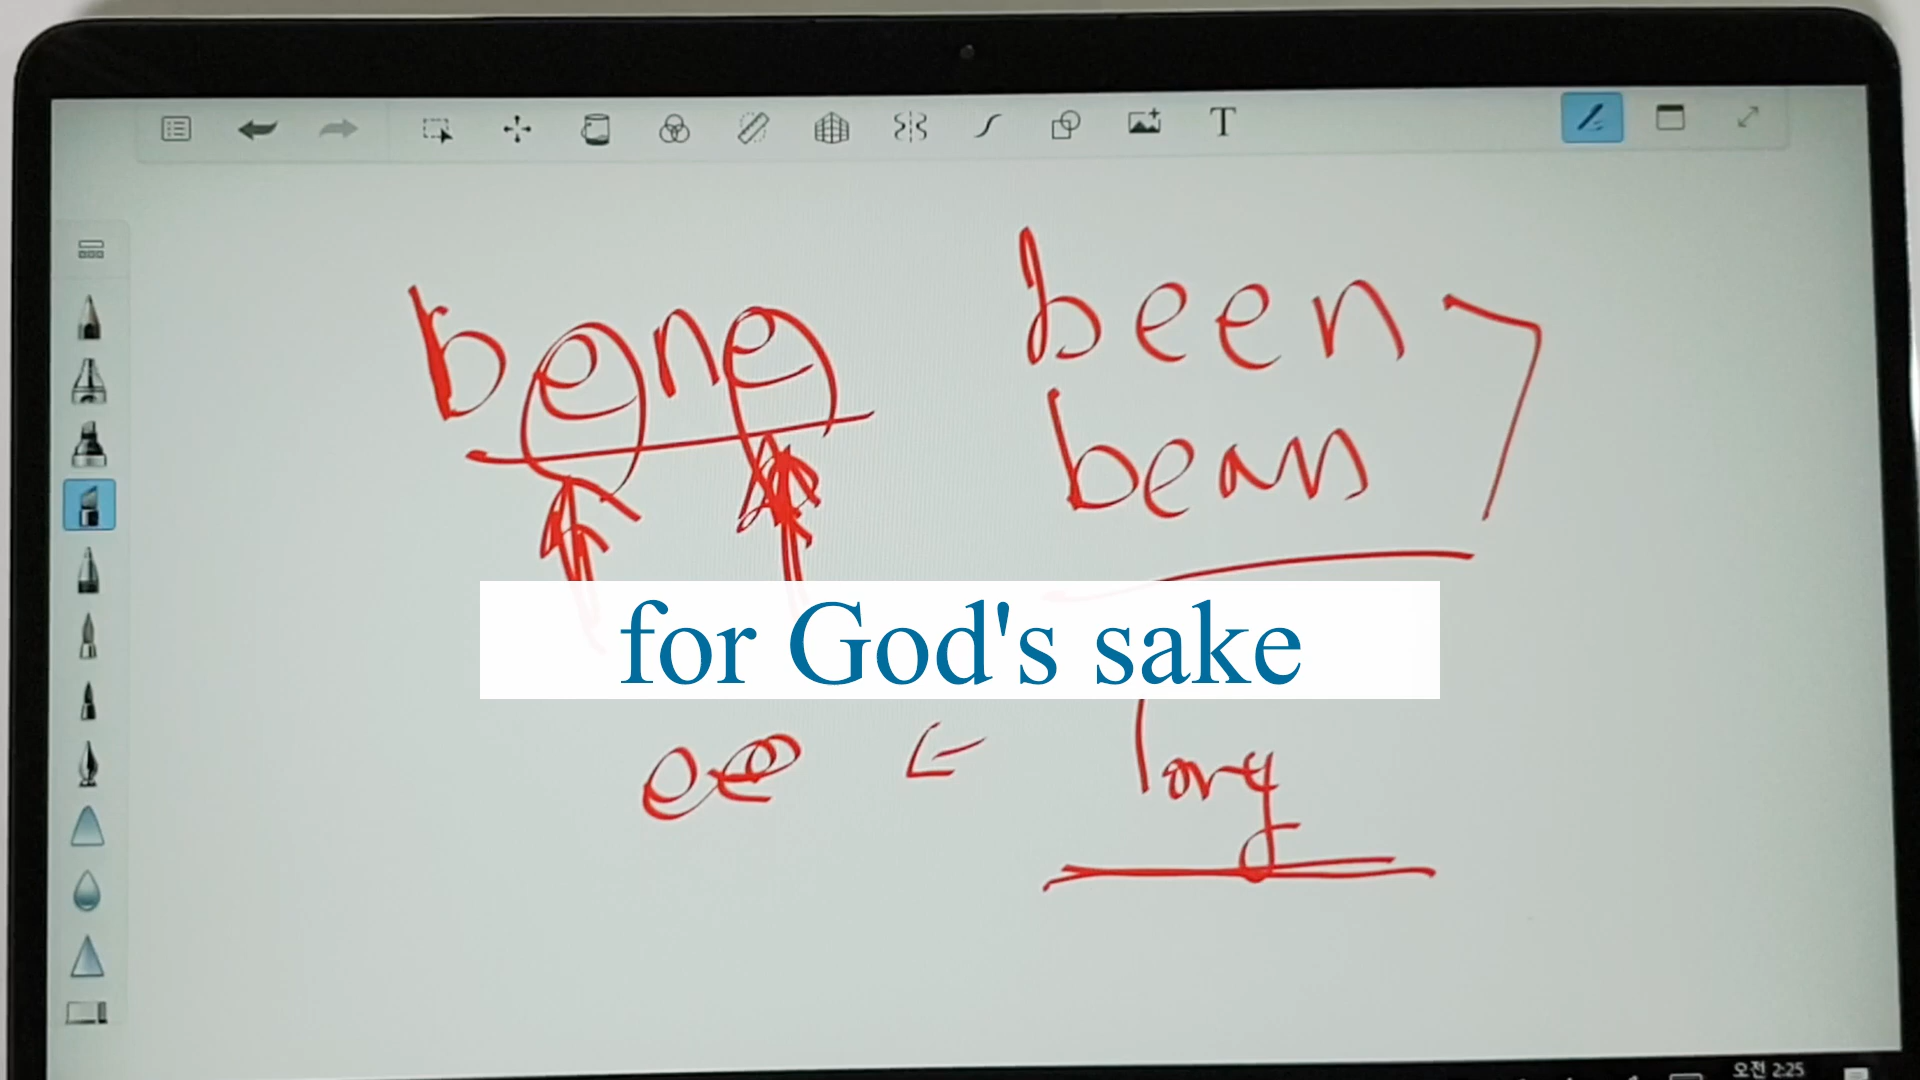 T
bene
been
bean
for God's sake
ee
long
오전 2:25